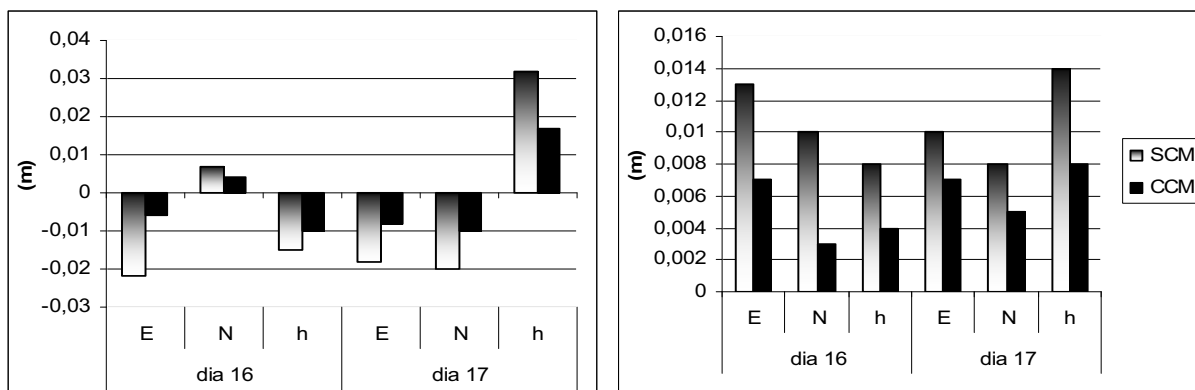 0,04
0,03
0,02
0,01
0
-0,01
-0,02
-0,03
(m)
E N h E N h
dia 16 dia 17
0,016
0,014
0,012
0,01
0,008
0,006
0,004
0,002
0
(m)
E N h E N h
dia 16 dia 17
SCM
CCM